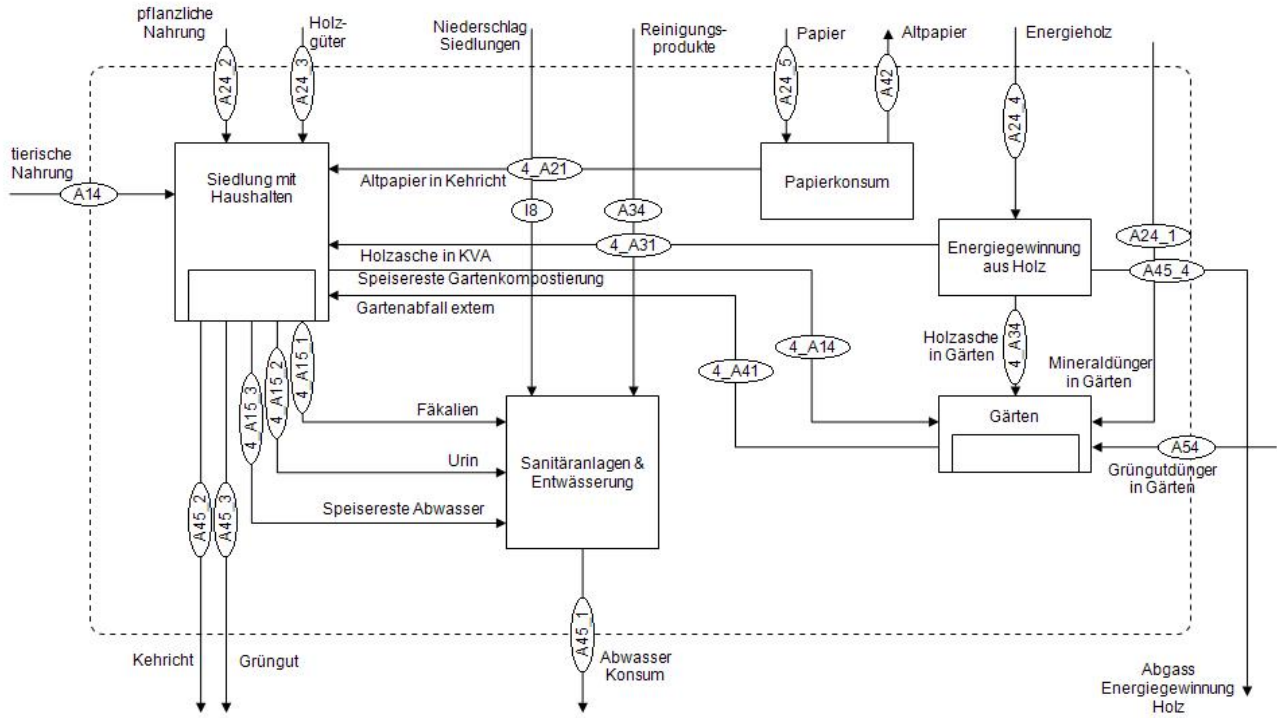 pflanzliche
Nahrung
Holz-
güter
Niederschlag
Siedlungen
Reinigungs-
produkte
Papier
Altpapier
Energieholz
A24_2
A24_3
A24_5
A42
A24_4
tierische
Nahrung
A14
Siedlung mit
Haushalten
4_A21
Altpapier in Kehricht
Papierkonsum
I8
A34
A24_1
4_A31
Holzasche in KVA
Energiegewinnung
aus Holz
A45_4
Speisereste Gartenkompostierung
Gartenabfall extern
4_A15_1
4_A15_2
4_A15_3
4_A14
4_A41
Holzasche
in Gärten
4_A34
Mineraldünger
in Gärten
Fäkalien
Gärten
Urin
Sanitäranlagen &
Entwässerung
A54
Grüngutdünger
in Gärten
Speisereste Abwasser
A45_2
A45_3
A45_1
Kehricht
Grüngut
Abwasser
Konsum
Abgass
Energiegewinnung
Holz